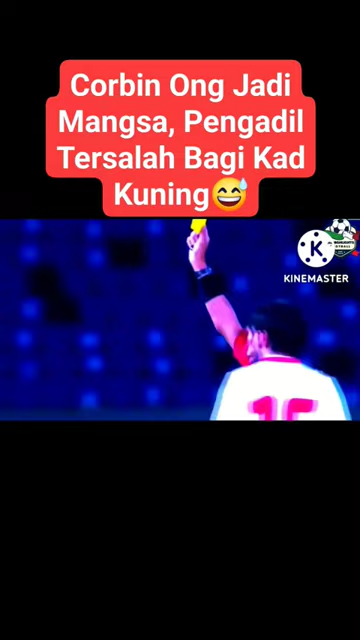 Corbin Ong Jadi
Mangsa, Pengadil
Tersalah Bagi Kad
Kuning😅
KINEMASTER